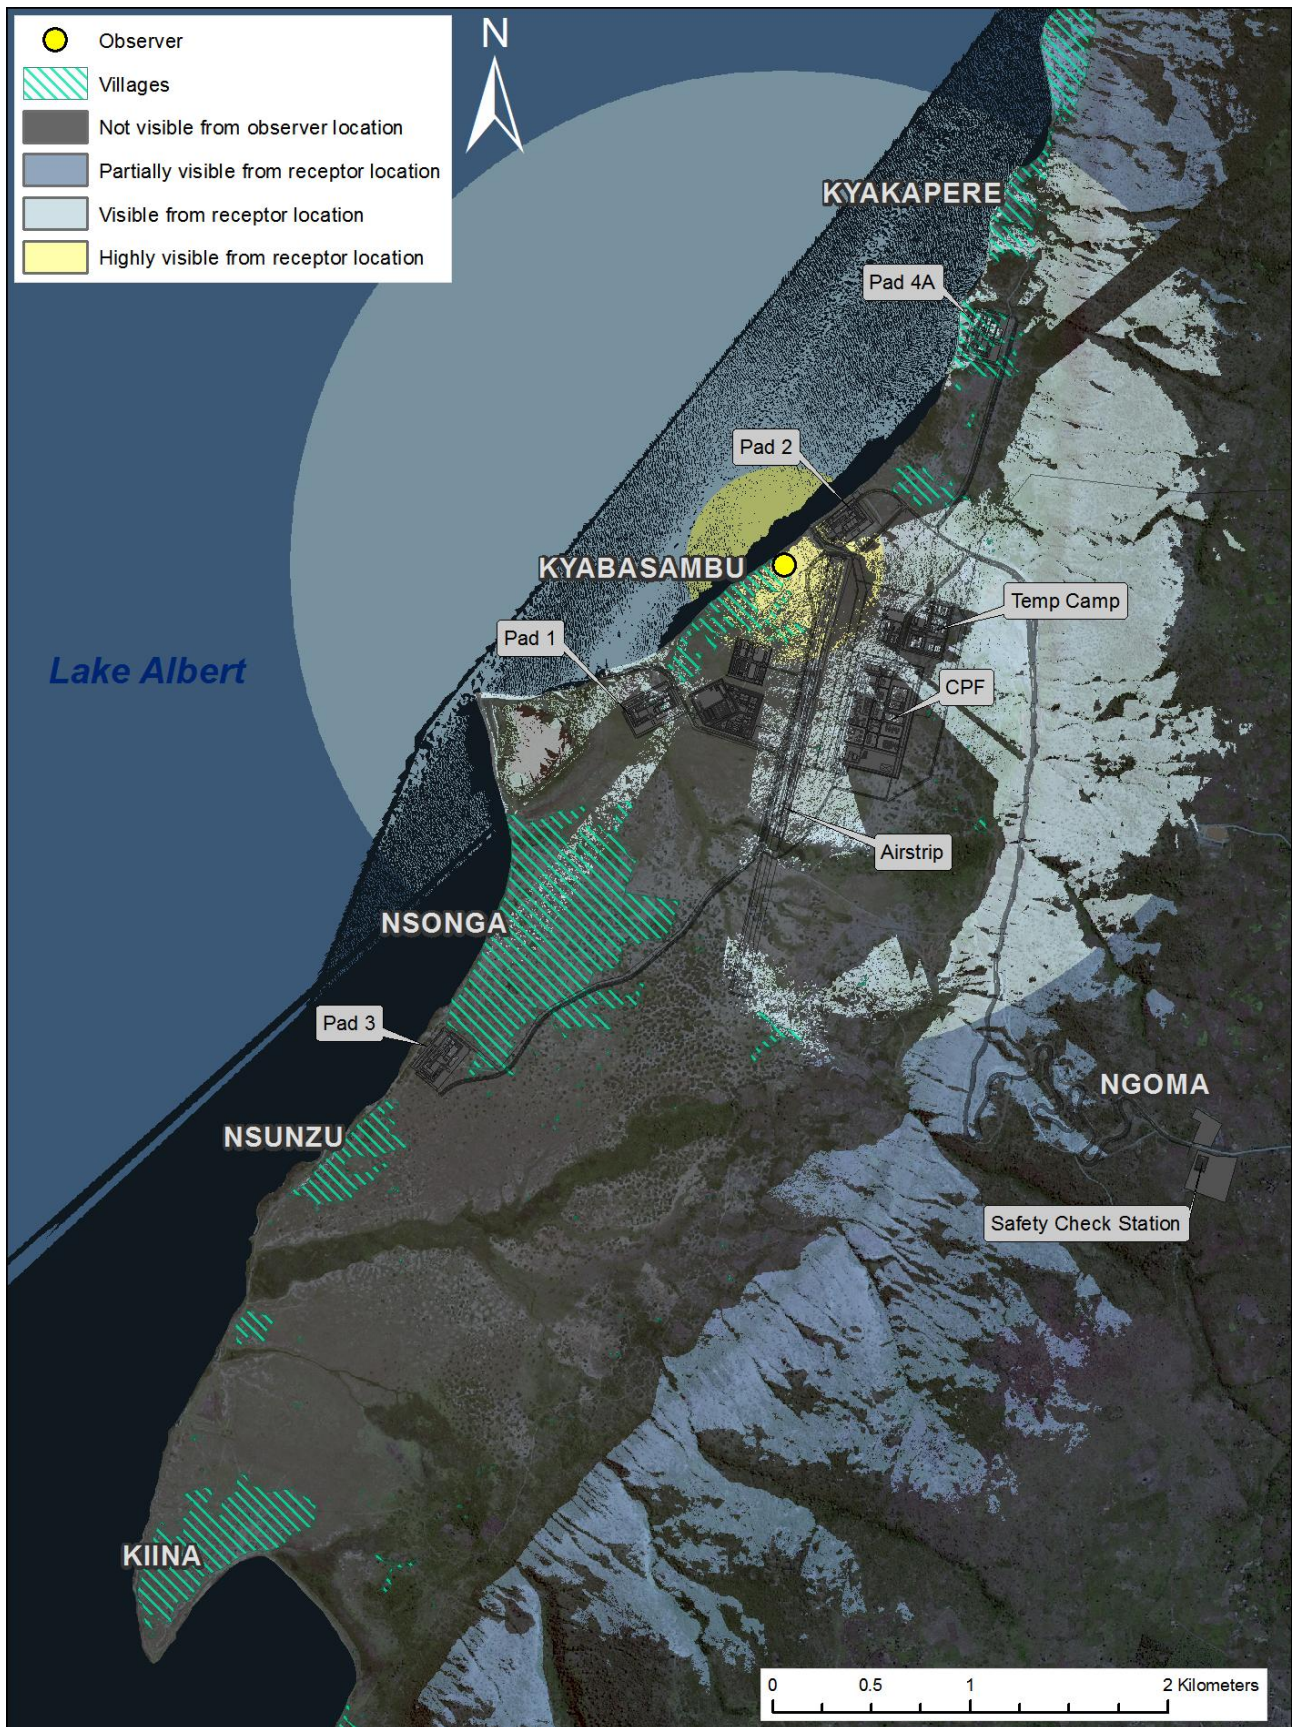 Observer
Villages
Not visible from observer location
Partially visible from receptor location
Visible from receptor location
Highly visible from receptor location
N
KYAKAPERE
Pad 4A
Pad 2
KYABASAMBU
Temp Camp
Pad 1
Lake Albert
CPF
Airstrip
NSONGA
Pad 3
NGOMA
NSUNZU
Safety Check Station
KIINA
0 0.5 1 2 Kilometers